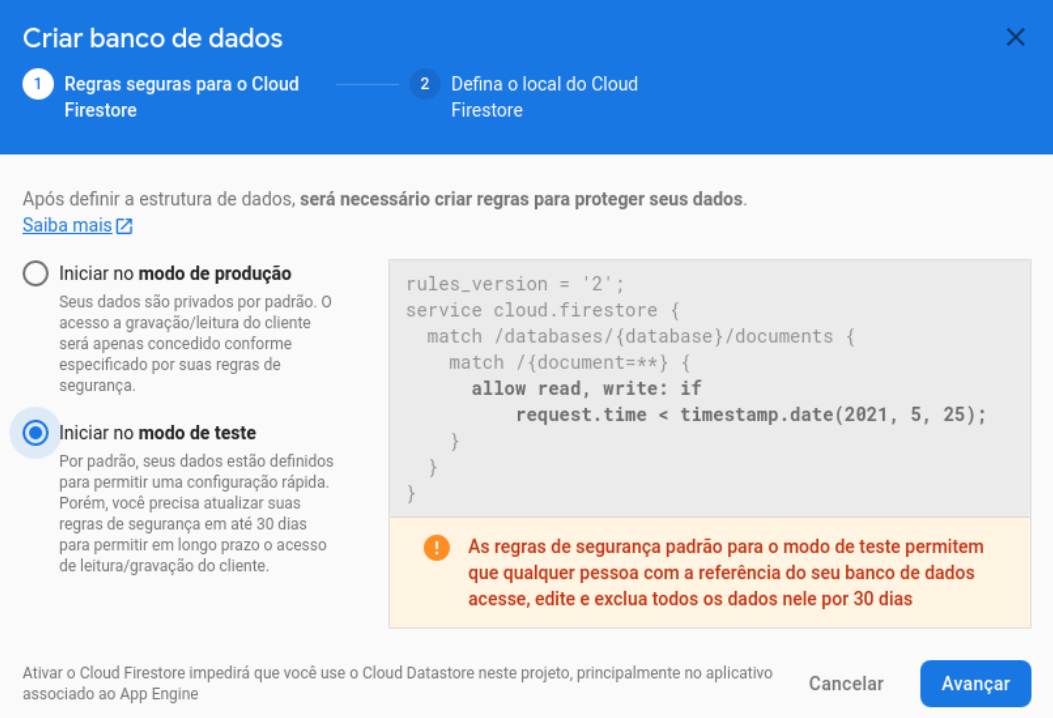 Criar banco de dados
1 Regras seguras para o Cloud
Firestore
2 Defina o local do Cloud
Firestore
Após definir a estrutura de dados, será necessário criar regras para proteger seus dados.
Saiba mais
Iniciar no modo de produção
Seus dados são privados por padrão. O
acesso a gravação/leitura do cliente
será apenas concedido conforme
especificado por suas regras de
segurança.
Iniciar no modo de teste
Por padrão, seus dados estão definidos
para permitir uma configuração rápida.
Porém, você precisa atualizar suas
regras de segurança em até 30 dias
para permitir em longo prazo o acesso
de leitura/gravação do cliente.
rules_version = '2';
service cloud.firestore {
  match /databases/{database}/documents {
    match /{document=**} {
      allow read, write: if
          request.time < timestamp.date(2021, 5, 25);
    }
  }
}
As regras de segurança padrão para o modo de teste permitem
que qualquer pessoa com a referência do seu banco de dados
acesse, edite e exclua todos os dados nele por 30 dias
Ativar o Cloud Firestore impedirá que você use o Cloud Datastore neste projeto, principalmente no aplicativo
associado ao App Engine
Cancelar
Avançar